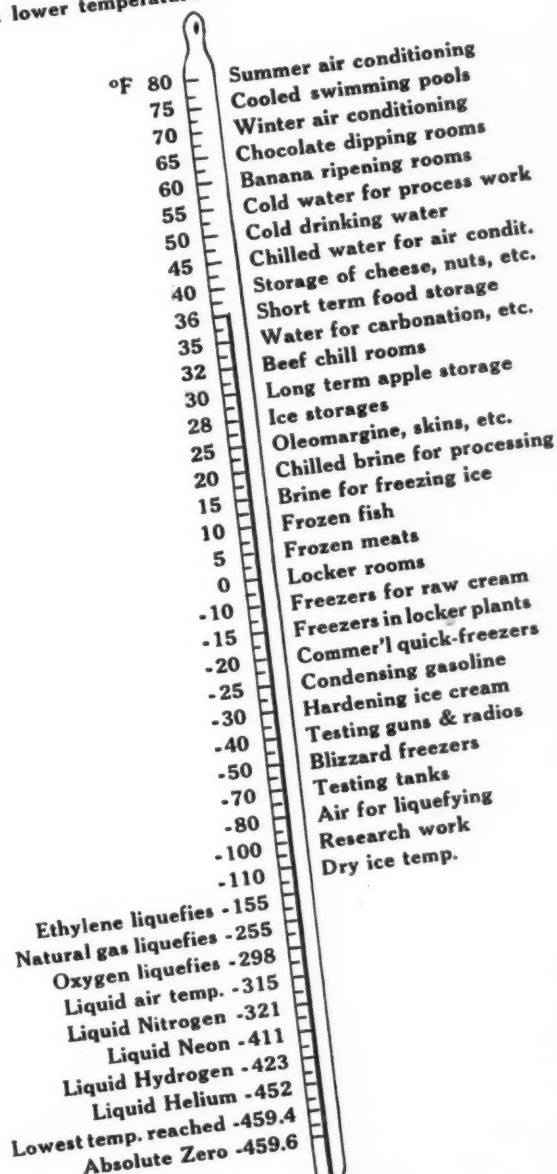 lower
°F 80 Summer air conditioning
75 Cooled swimming pools
70 Winter air conditioning
65 Chocolate dipping rooms
60 Banana ripening rooms
55 Cold water for process work
50 Cold drinking water
45 Chilled water for air condit.
40 Storage of cheese, nuts, etc.
36 Short term food storage
35 Water for carbonation, etc.
32 Beef chill rooms
30 Long term apple storage
28 Ice storages
25 Oleomargine, skins, etc.
20 Chilled brine for processing
15 Brine for freezing ice
10 Frozen fish
5 Frozen meats
0 Locker rooms
-10 Freezers for raw cream
-15 Freezers in locker plants
-20 Commer'l quick-freezers
-25 Condensing gasoline
-30 Hardening ice cream
-40 Testing guns & radios
-50 Blizzard freezers
-70 Testing tanks
-80 Air for liquefying
-100 Research work
-110 Dry ice temp.
Ethylene liquefies -155
Natural gas liquefies -255
Oxygen liquefies -298
Liquid air temp. -315
Liquid Nitrogen -321
Liquid Neon -411
Liquid Hydrogen -423
Liquid Helium -452
Lowest temp. reached -459.4
Absolute Zero -459.6